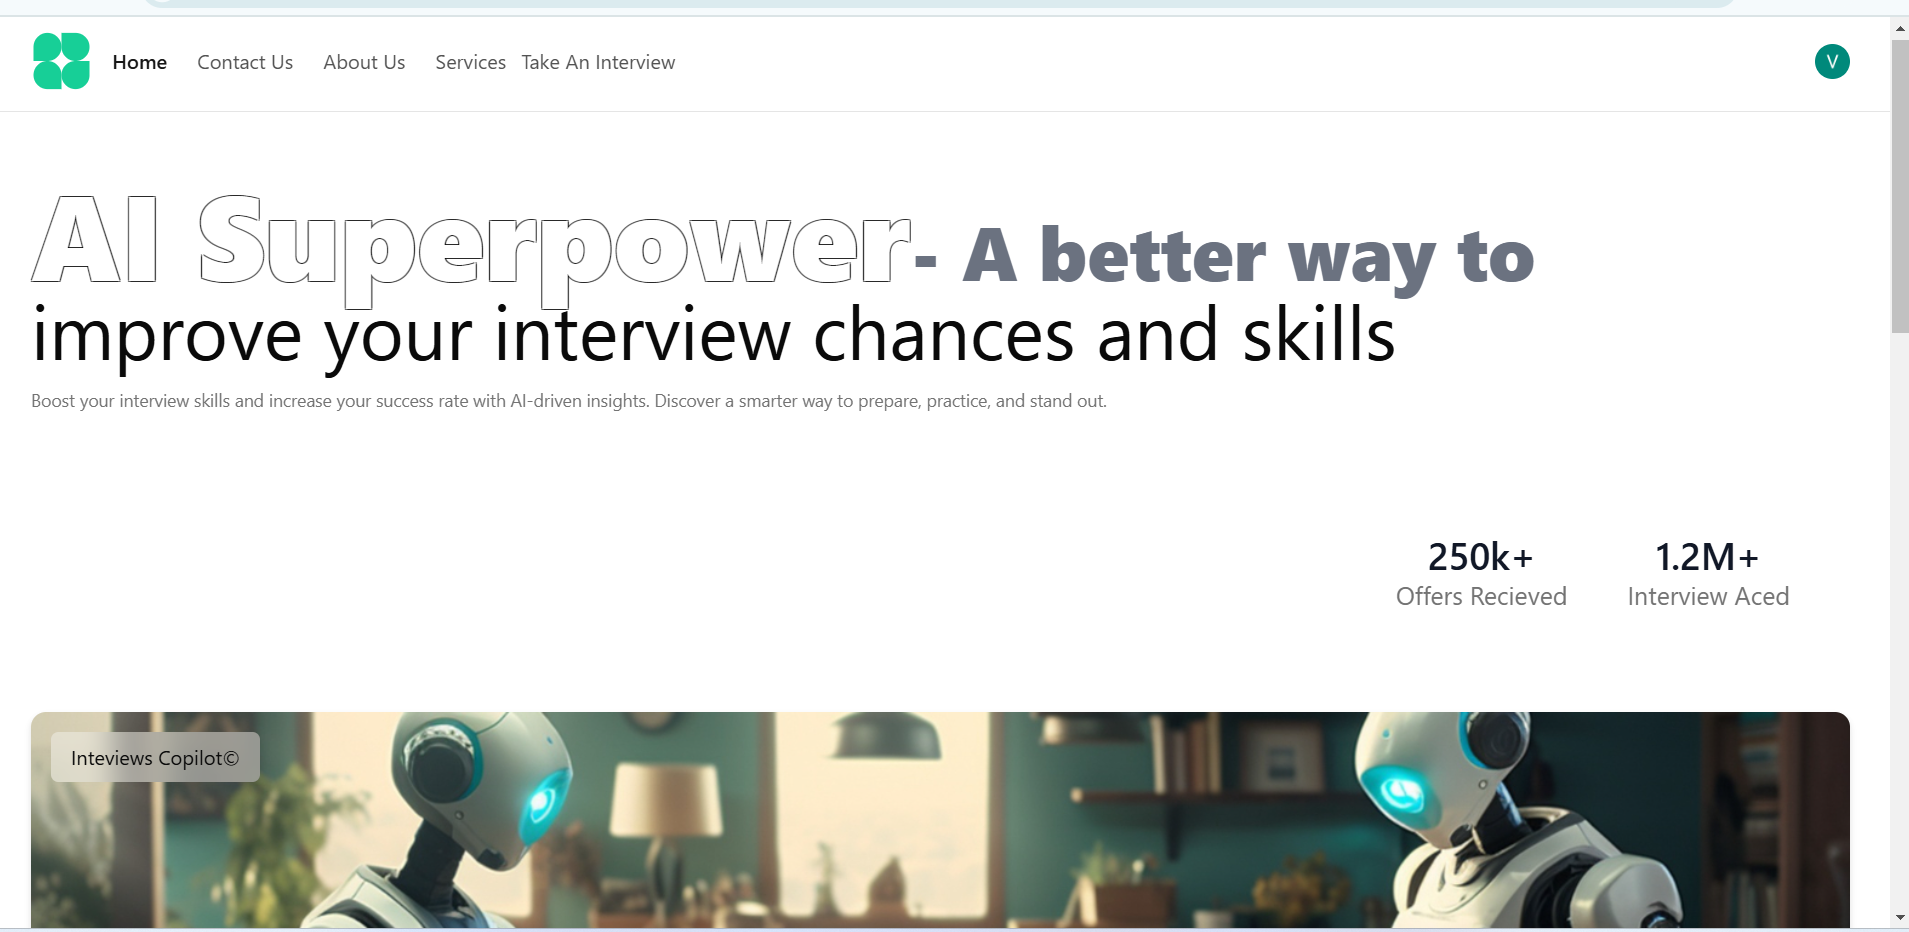 Home Contact Us About Us Services Take An Interview V
AI Superpower- A better way to
improve your interview chances and skills
Boost your interview skills and increase your success rate with AI-driven insights. Discover a smarter way to prepare, practice, and stand out.
250k+ 1.2M+
Offers Recieved Interview Aced
Inteviews Copilot©